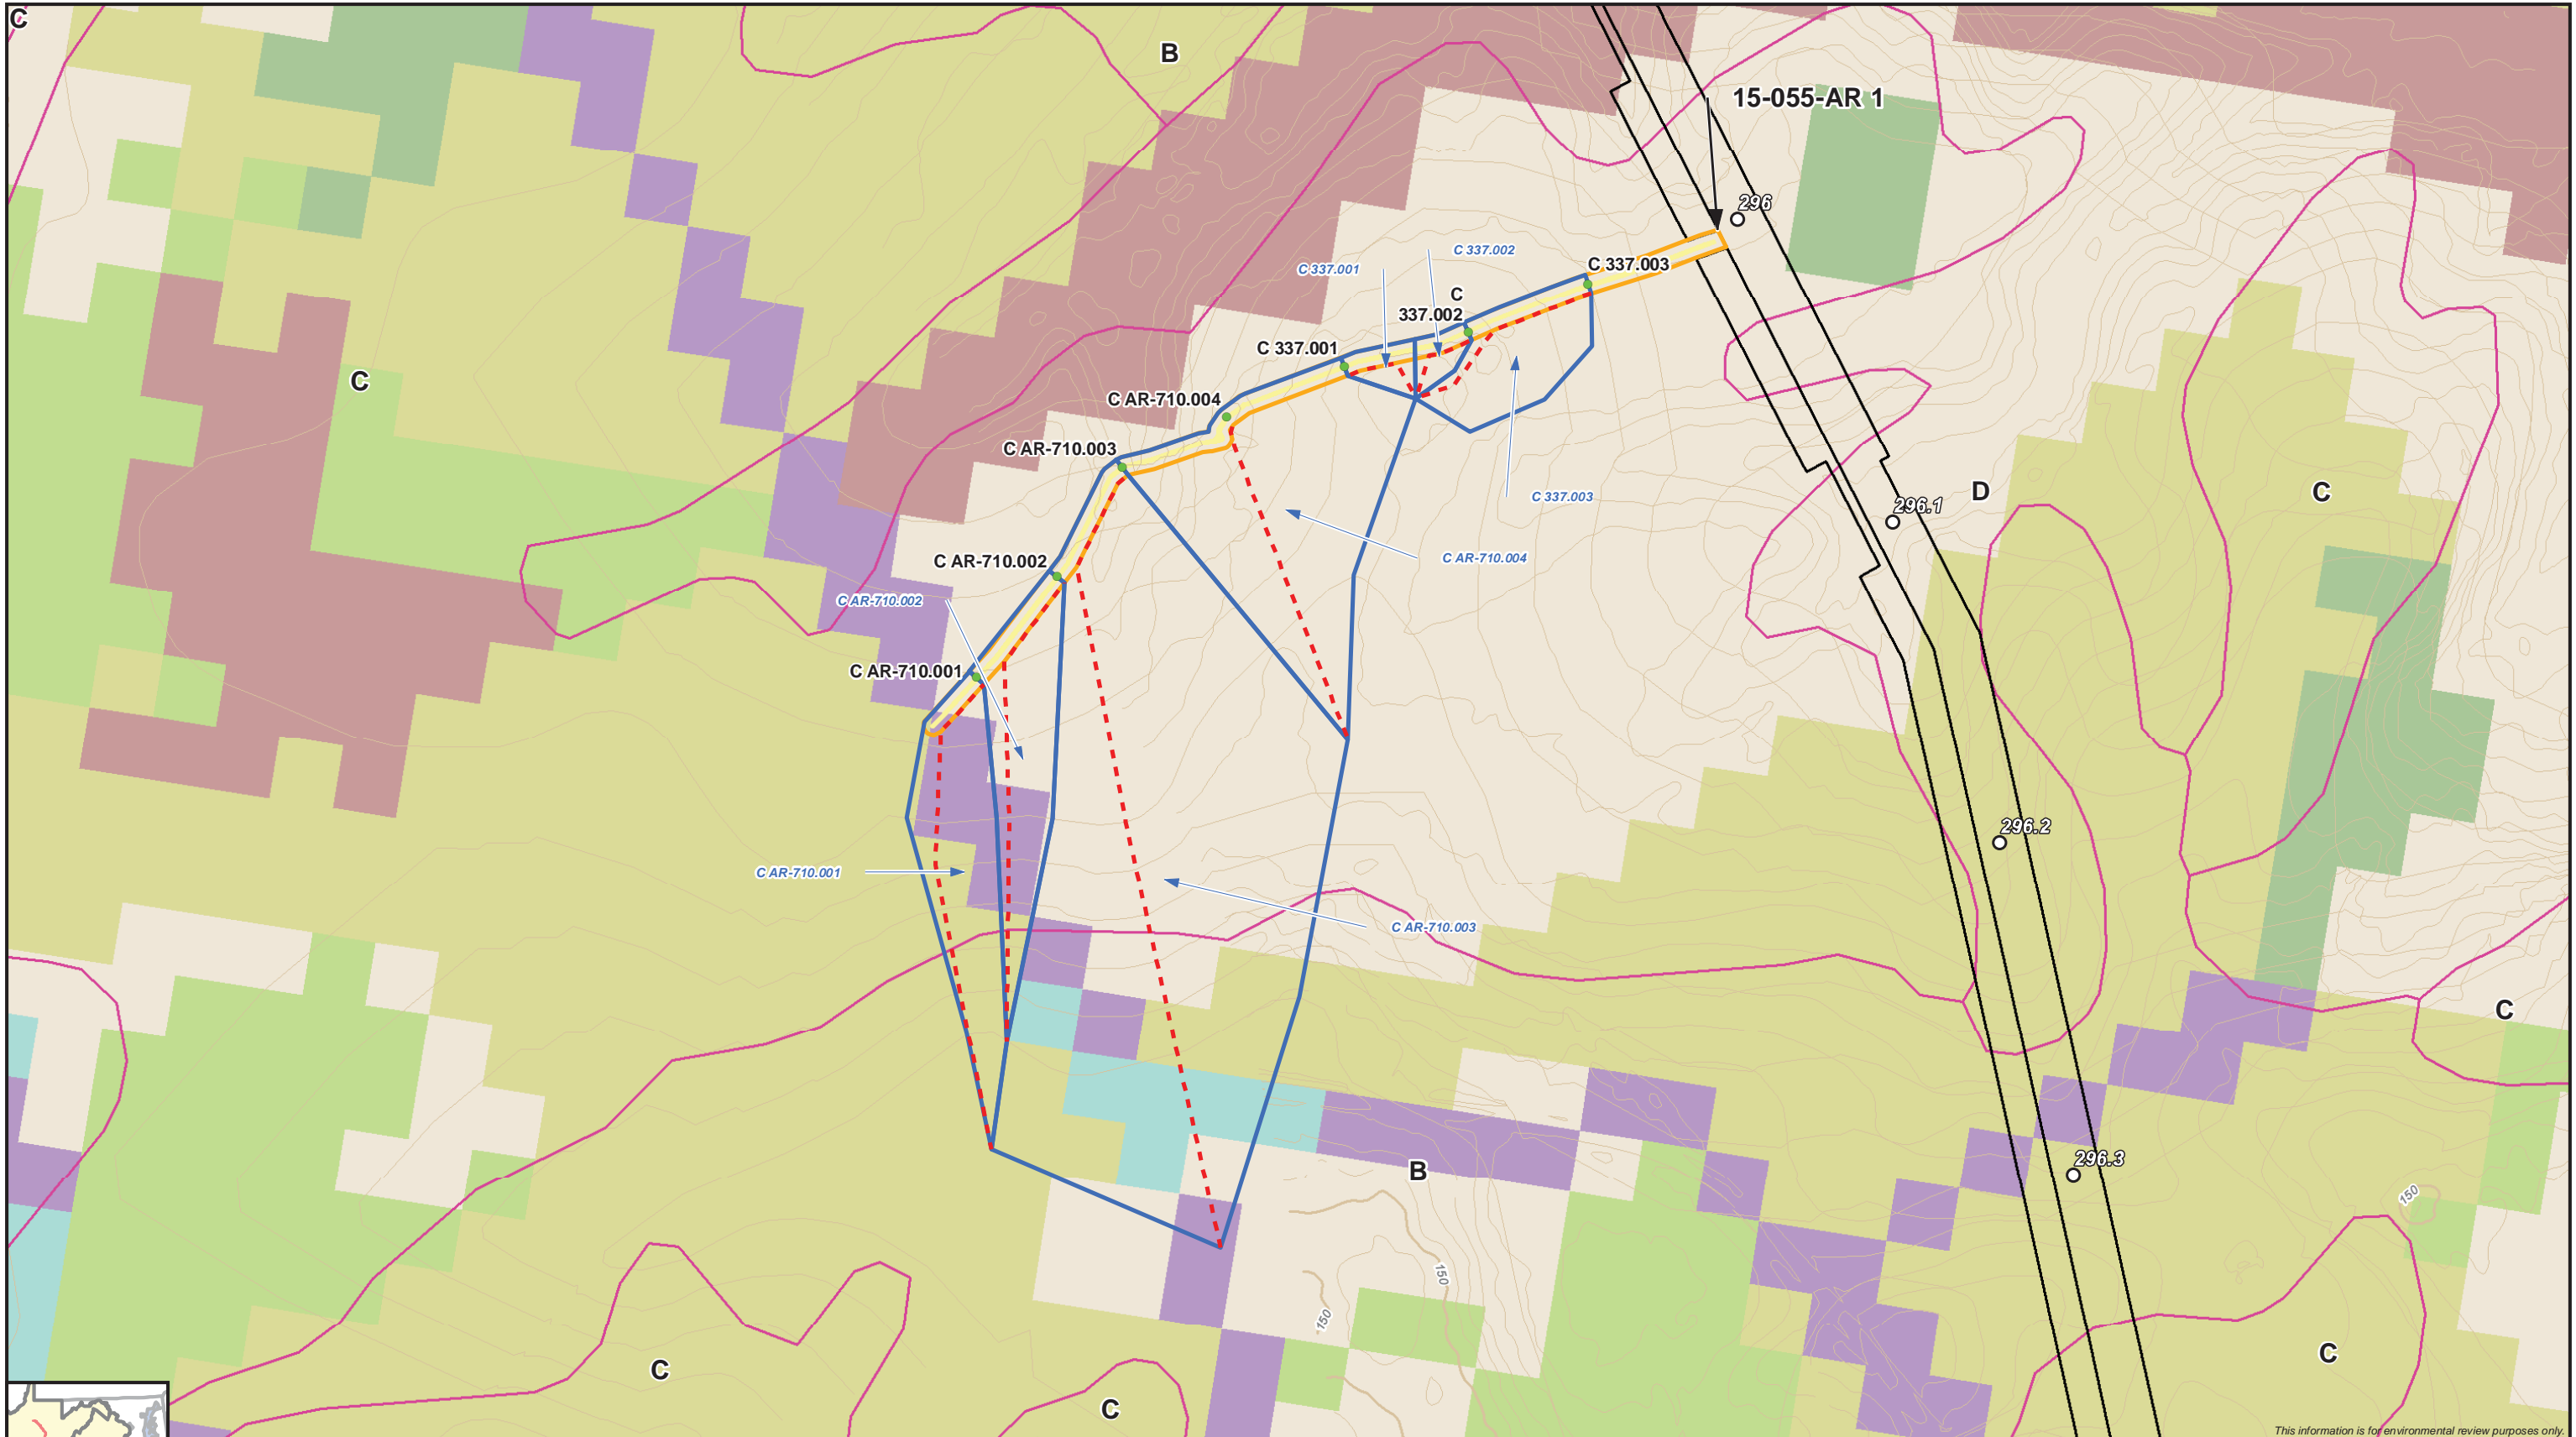 C
B
15-055-AR 1
296
C 337.002
C 337.001
C 337.003
C
337.002
C 337.001
C
C AR-710.004
C AR-710.003
C 337.003
D
C
296.1
C AR-710.002
C AR-710.004
C AR-710.002
C AR-710.001
296.2
C AR-710.001
C AR-710.003
C
B
296.3
150
150
150
C
C
C
This information is for environmental review purposes only.